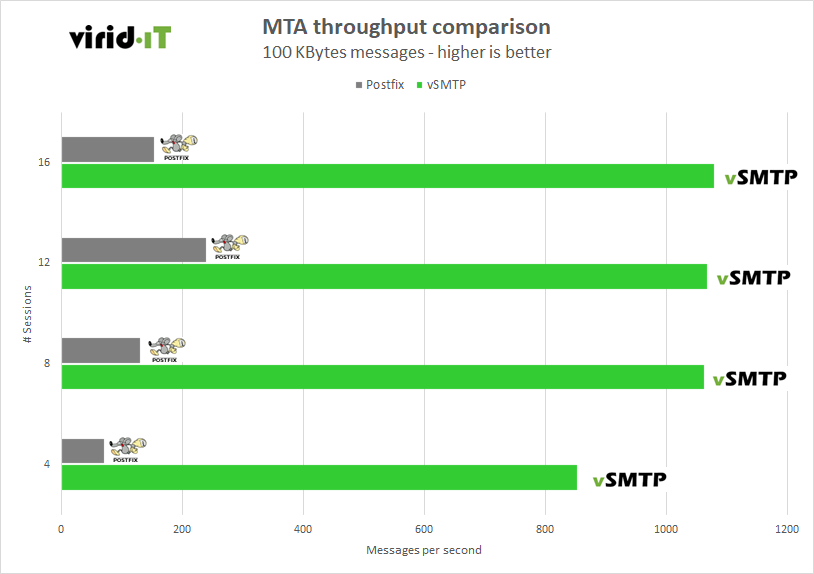 virid·iT
MTA throughput comparison
100 KBytes messages - higher is better
Postfix vSMTP
16
POSTFIX
vSMTP
12
POSTFIX
vSMTP
# Sessions
8
POSTFIX
vSMTP
4
POSTFIX
vSMTP
0 200 400 600 800 1000 1200
Messages per second